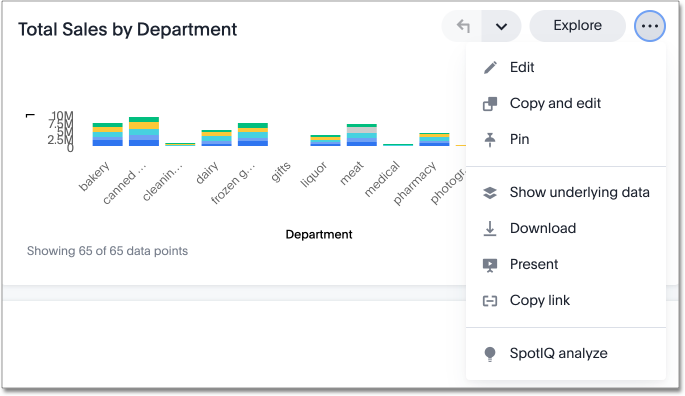 Total Sales by Department
Explore
Edit
Copy and edit
Pin
Show underlying data
Download
Present
Copy link
SpotIQ analyze
10M
7.5M
5M
2.5M
0
bakery
canned ...
cleanin...
dairy
frozen g...
gifts
liquor
meat
medical
pharmacy
photogr
Department
Showing 65 of 65 data points